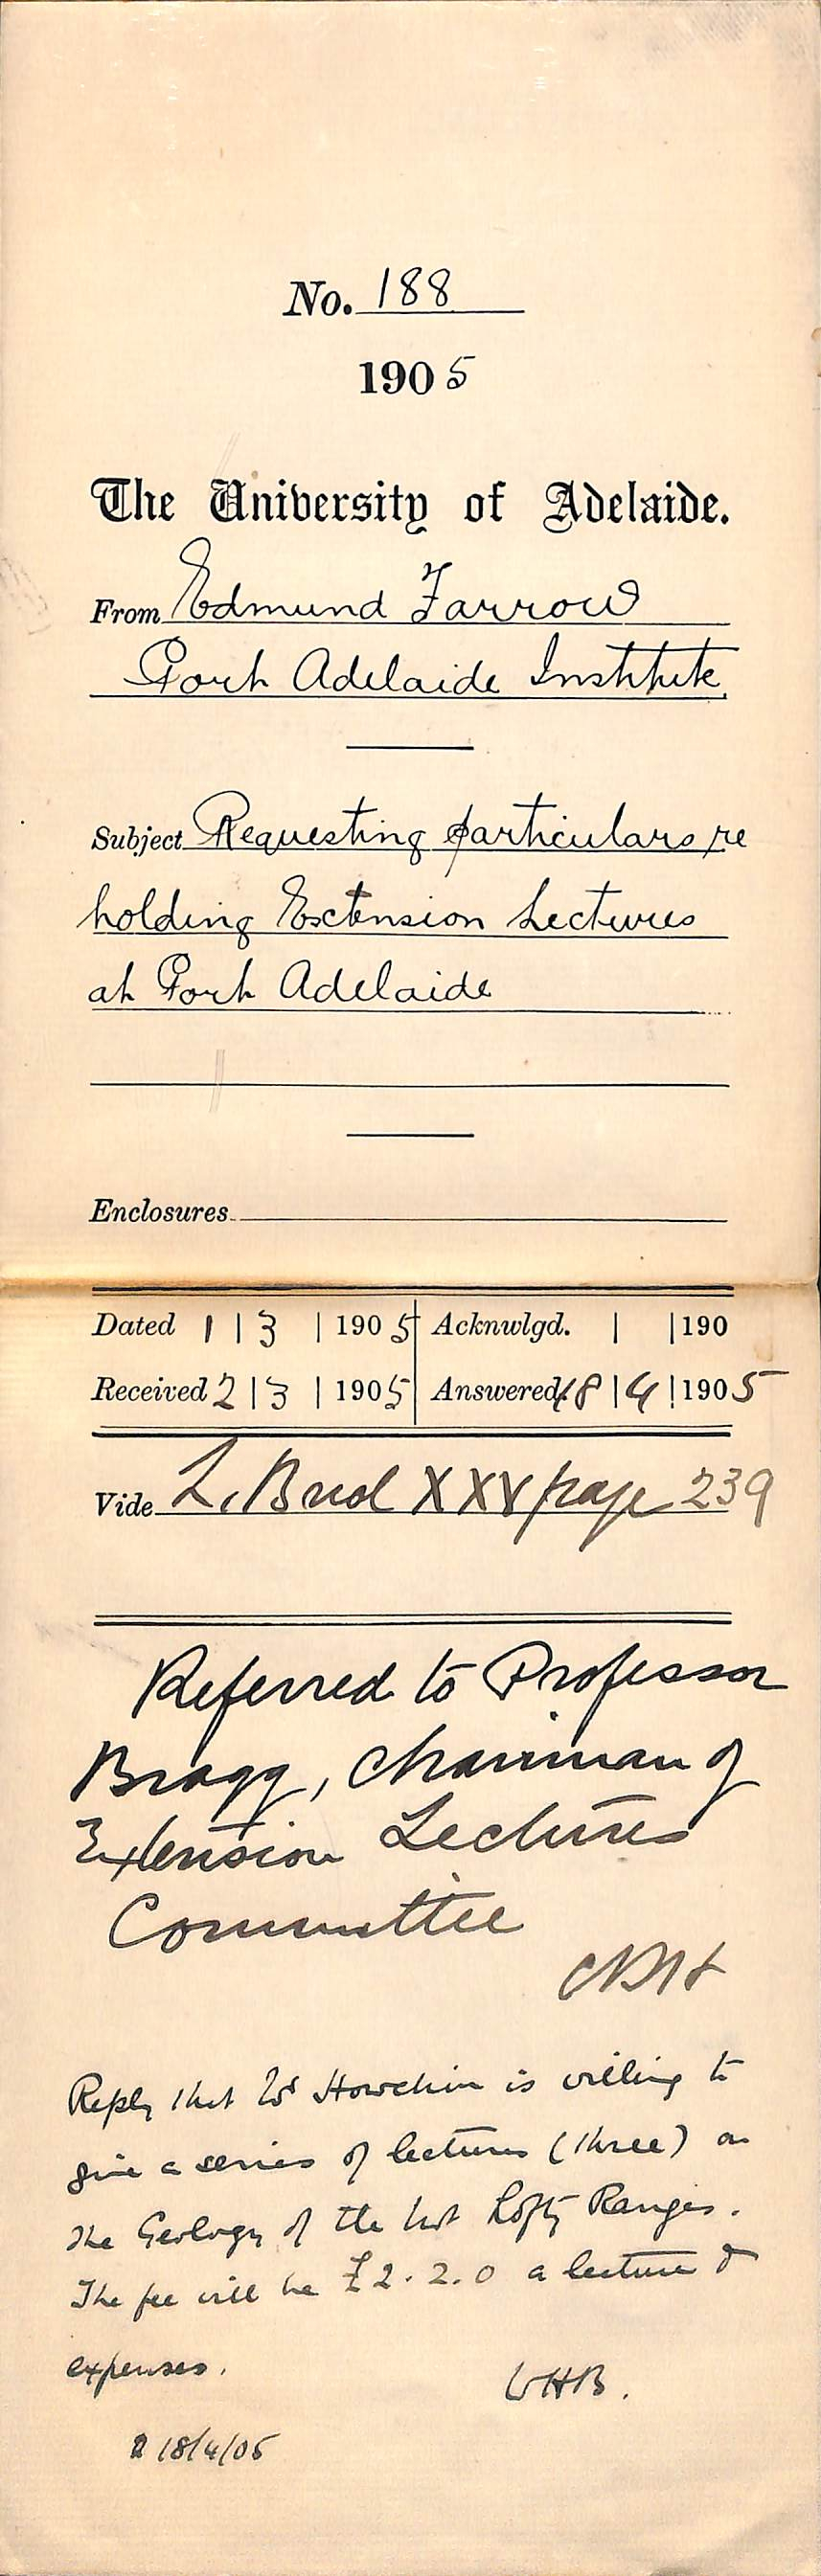 No. 188
1905
The University of Adelaide.
From Edmund Farrow
Port Adelaide Institute.
Subject Requesting particulars re
holding Extension Lectures
at Port Adelaide
Enclosures
Dated 1 | 3 | 1905 Acknwlgd. | | 190
Received 2 | 3 | 1905 Answered 18 | 4 | 1905
Vide XXV page 239
Referred to Professor
Bragg, Chairman of
Extension Lectures
Committee
Reply that Mr Howchin is willing to
give a series of lectures (three) on
the Geology of the Mt Lofty Ranges.
The fee will be £2.2.0 a lecture &
expenses.
WHB.
18/4/05